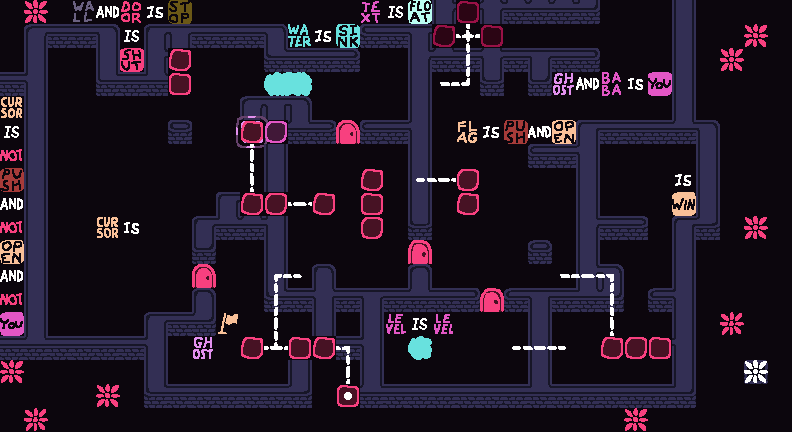 WALL AND DOOR IS STOP
TEXT IS FLOAT
IS
SHUT
WATER IS SINK
GHOST AND BABA IS YOU
CURSOR
IS
NOT
PUSH
AND
NOT
OPEN
AND
NOT
YOU
FLAG IS PUSH AND OPEN
IS
WIN
CURSOR IS
LEVEL IS LEVEL
GHOST